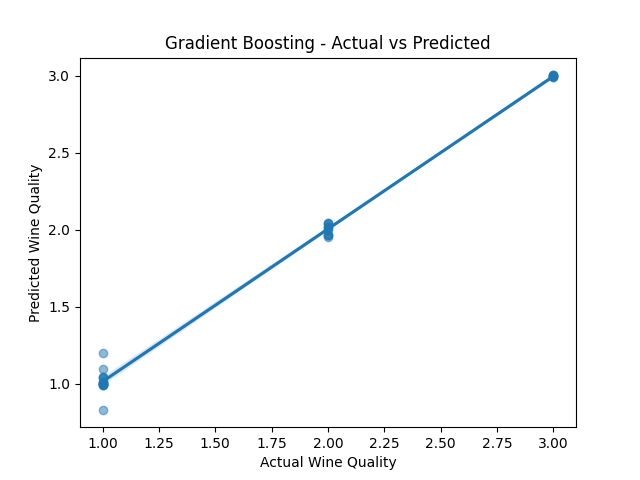 Gradient Boosting - Actual vs Predicted
3.0
2.5
2.0
1.5
1.0
Predicted Wine Quality
1.00 1.25 1.50 1.75 2.00 2.25 2.50 2.75 3.00
Actual Wine Quality